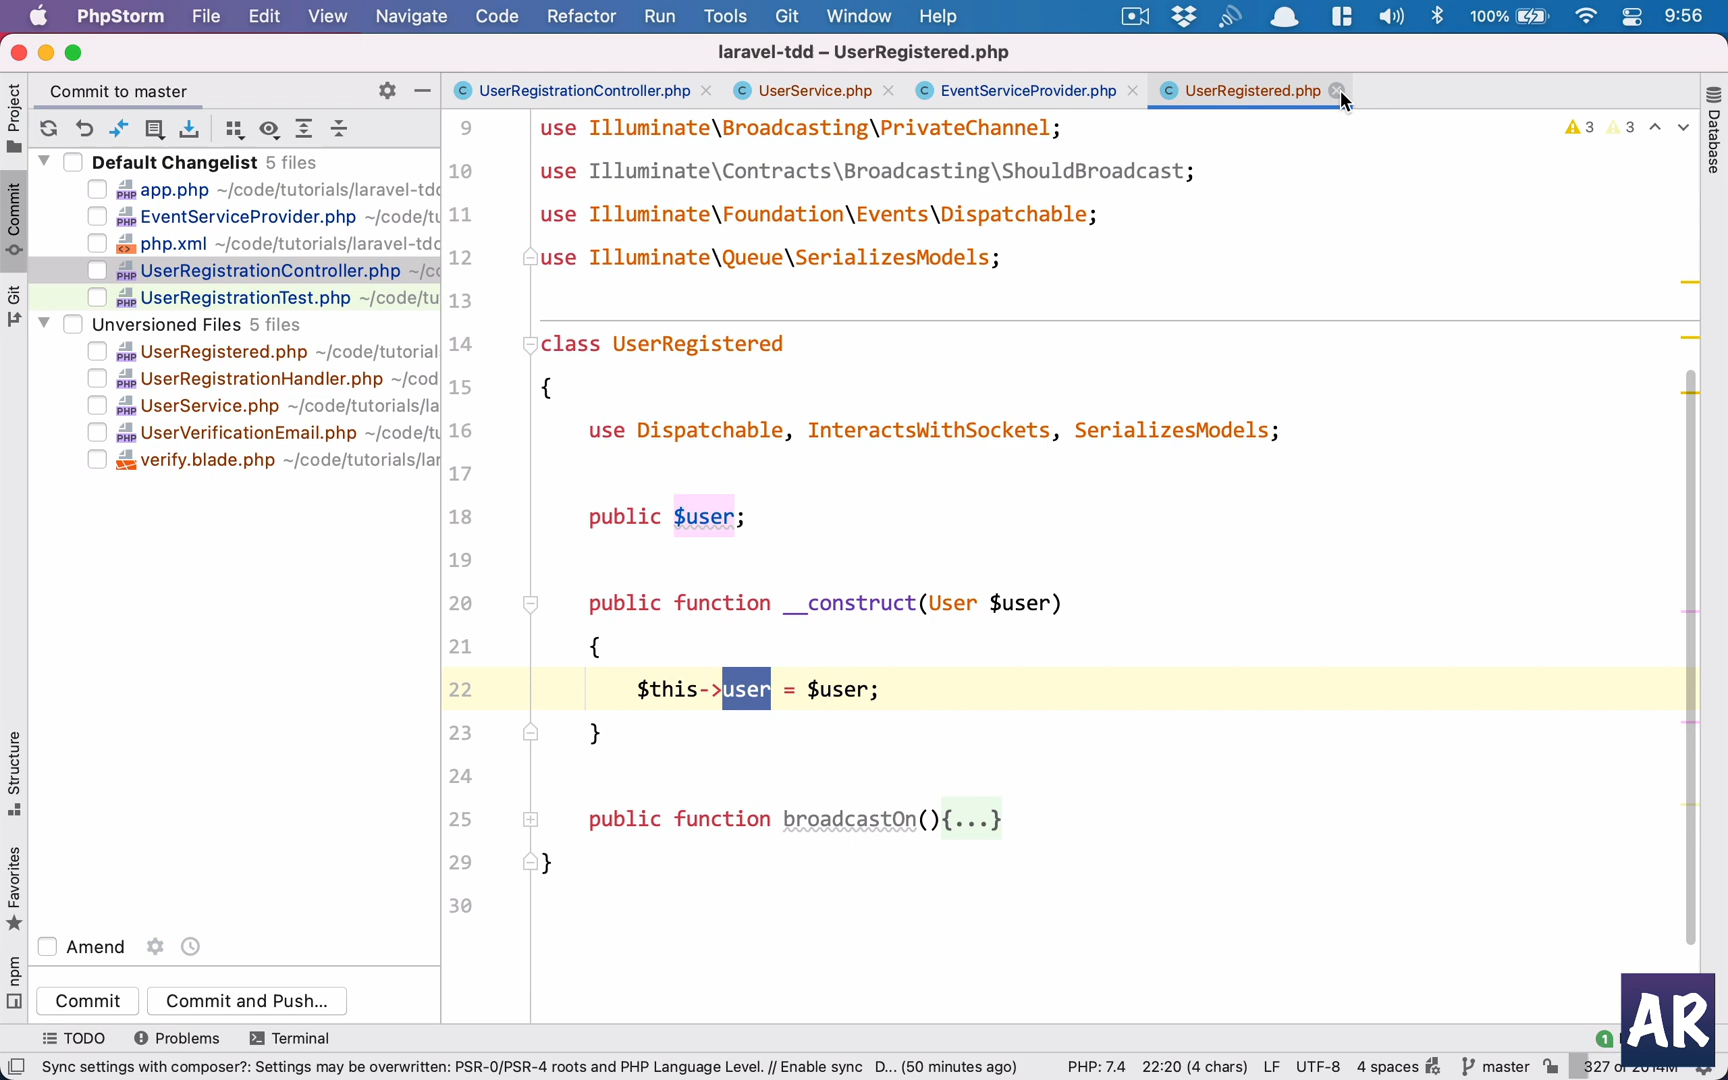 PhpStorm File Edit View Navigate Code Refactor Run Tools Git Window Help 100% 9:56
laravel-tdd – UserRegistered.php
Commit to master
UserRegistrationController.php UserService.php EventServiceProvider.php UserRegistered.php
Project
Commit
Git
Structure
Favorites
npm
Database
Default Changelist 5 files
app.php ~/code/tutorials/laravel-tdd
EventServiceProvider.php ~/code/tu
php.xml ~/code/tutorials/laravel-tdd
UserRegistrationController.php ~/co
UserRegistrationTest.php ~/code/tu
Unversioned Files 5 files
UserRegistered.php ~/code/tutorial
UserRegistrationHandler.php ~/cod
UserService.php ~/code/tutorials/la
UserVerificationEmail.php ~/code/tu
verify.blade.php ~/code/tutorials/lar
Amend
Commit Commit and Push...
3 3
9 use Illuminate\Broadcasting\PrivateChannel;
10 use Illuminate\Contracts\Broadcasting\ShouldBroadcast;
11 use Illuminate\Foundation\Events\Dispatchable;
12 use Illuminate\Queue\SerializesModels;
13
14 class UserRegistered
15 {
16 use Dispatchable, InteractsWithSockets, SerializesModels;
17
18 public $user;
19
20 public function __construct(User $user)
21 {
22 $this->user = $user;
23 }
24
25 public function broadcastOn(){...}
29 }
30
TODO Problems Terminal 1
AR
Sync settings with composer?: Settings may be overwritten: PSR-0/PSR-4 roots and PHP Language Level. // Enable sync D... (50 minutes ago) PHP: 7.4 22:20 (4 chars) LF UTF-8 4 spaces master 327 of 2014M